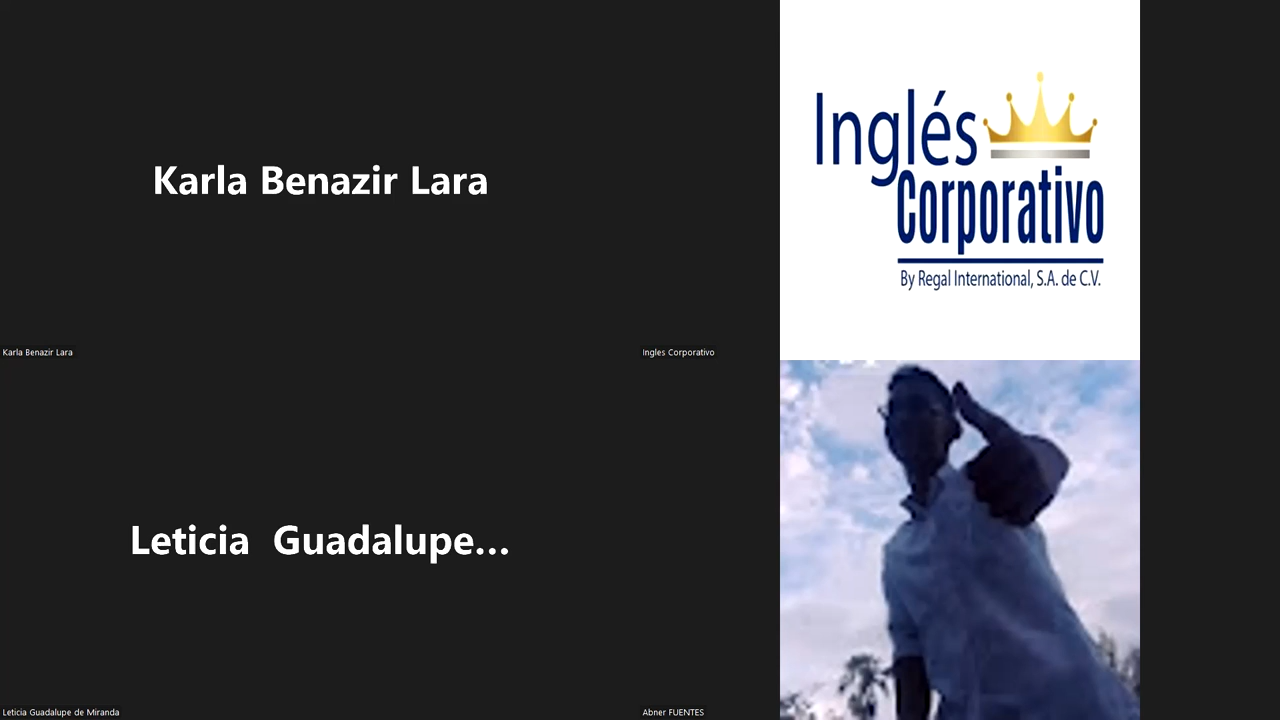 Karla Benazir Lara
Karla Benazir Lara
Inglés
Corporativo
By Regal International, S.A. de C.V.
Ingles Corporativo
Leticia Guadalupe...
Leticia Guadalupe de Miranda
Abner FUENTES